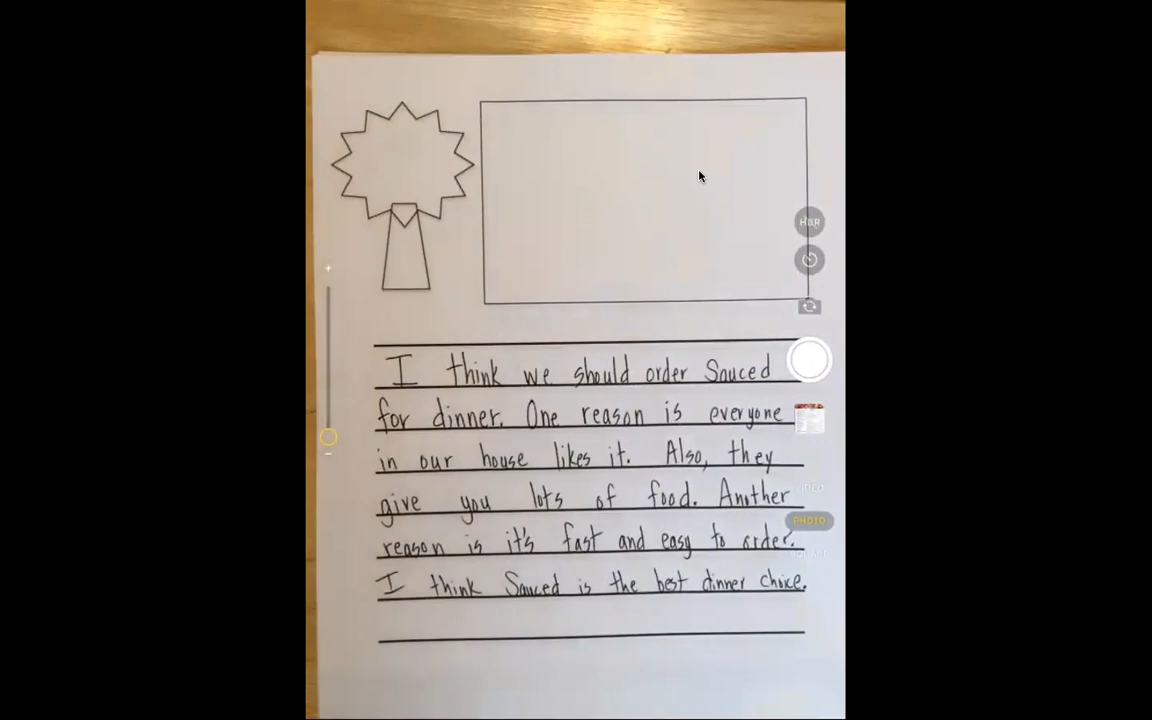 HDR
I think we should order Sauced
for dinner. One reason is everyone
in our house likes it. Also, they
give you lots of food. Another
reason is it's fast and easy to order.
I think Sauced is the best dinner choice.
PHOTO